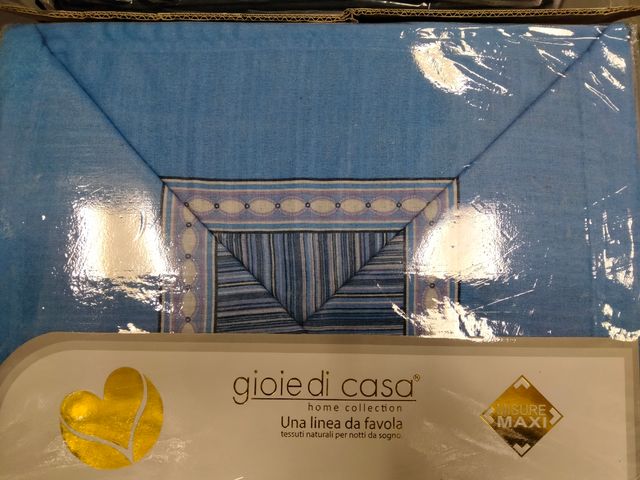 gioie di casa®
home collection
Una linea da favola
tessuti naturali per notti da sogno.
MISURE
MAXI